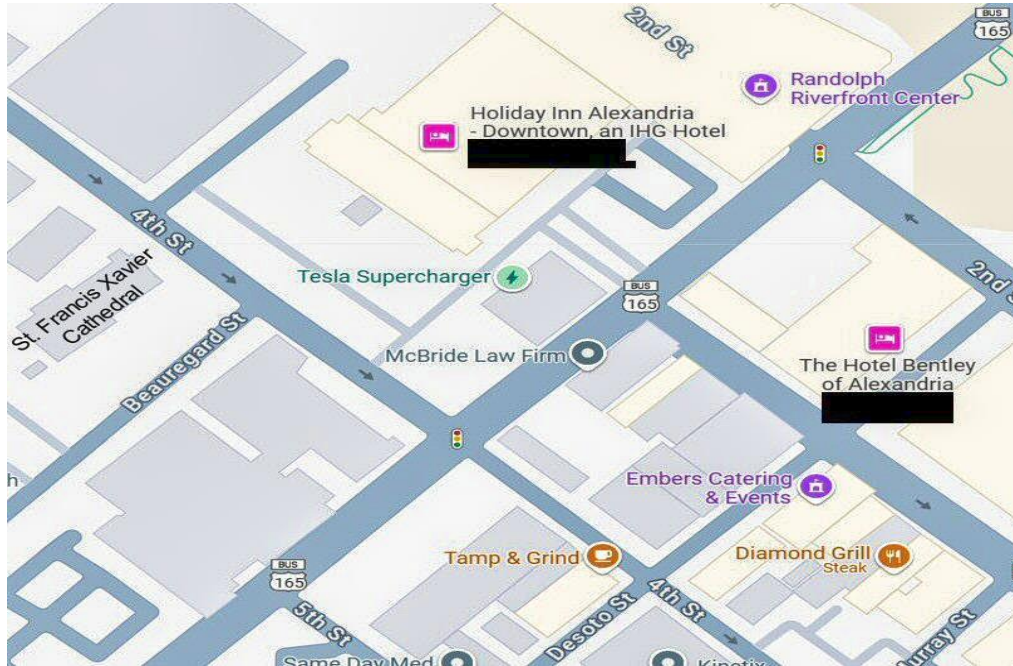 2nd St
BUS
165
Randolph
Riverfront Center
Holiday Inn Alexandria
- Downtown, an IHG Hotel
4th St
St. Francis Xavier
Cathedral
Tesla Supercharger
BUS
165
2nd S
McBride Law Firm
The Hotel Bentley
of Alexandria
Beauregard St
h
Embers Catering
& Events
Tamp & Grind
Diamond Grill
Steak
BUS
165
4th St
5th St
Desoto St
urray St
Same Day Med
Kinetix